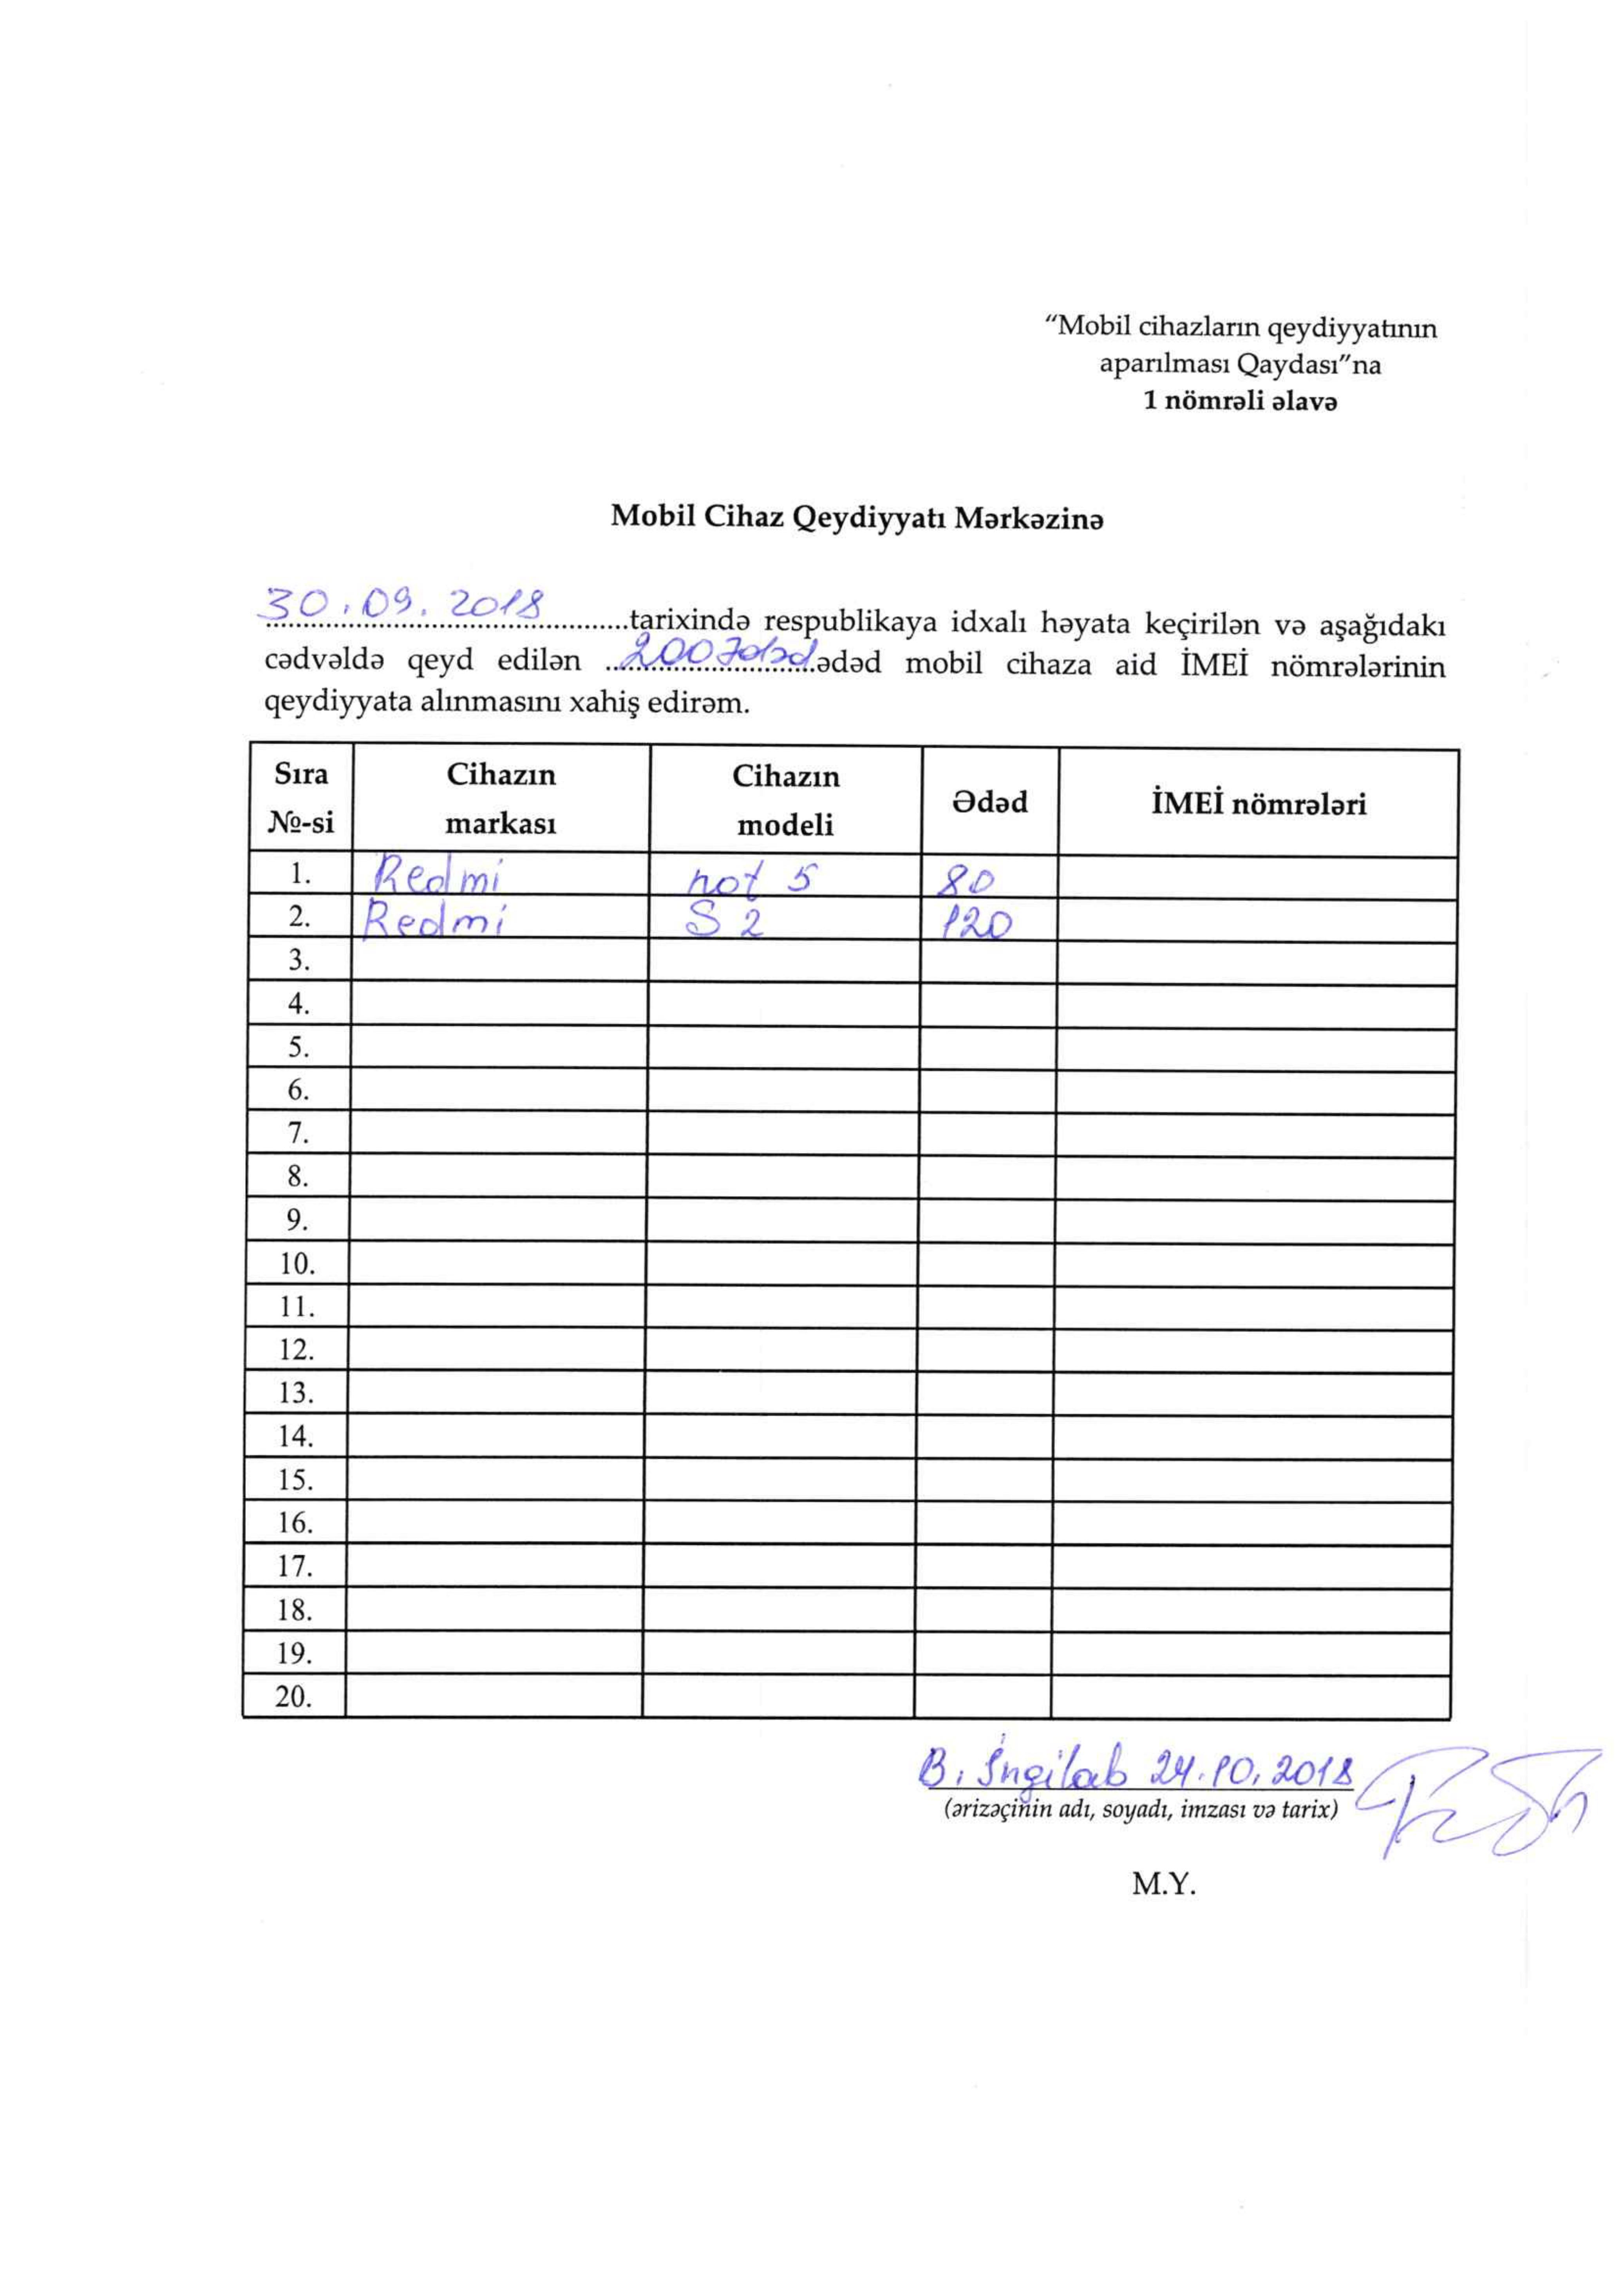 “Mobil cihazların qeydiyyatının
aparılması Qaydası”na
1 nömrəli əlavə
Mobil Cihaz Qeydiyyatı Mərkəzinə
30.09.2018 tarixində respublikaya idxalı həyata keçirilən və aşağıdakı
cədvəldə qeyd edilən 200 ədəd ədəd mobil cihaza aid İMEİ nömrələrinin
qeydiyyata alınmasını xahiş edirəm.
Sıra №-si Cihazın markası Cihazın modeli Ədəd İMEİ nömrələri
1. Redmi not 5 80
2. Redmi S2 120
3.
4.
5.
6.
7.
8.
9.
10.
11.
12.
13.
14.
15.
16.
17.
18.
19.
20.
B. İngilab 24.10.2018
(ərizəçinin adı, soyadı, imzası və tarix)
M.Y.